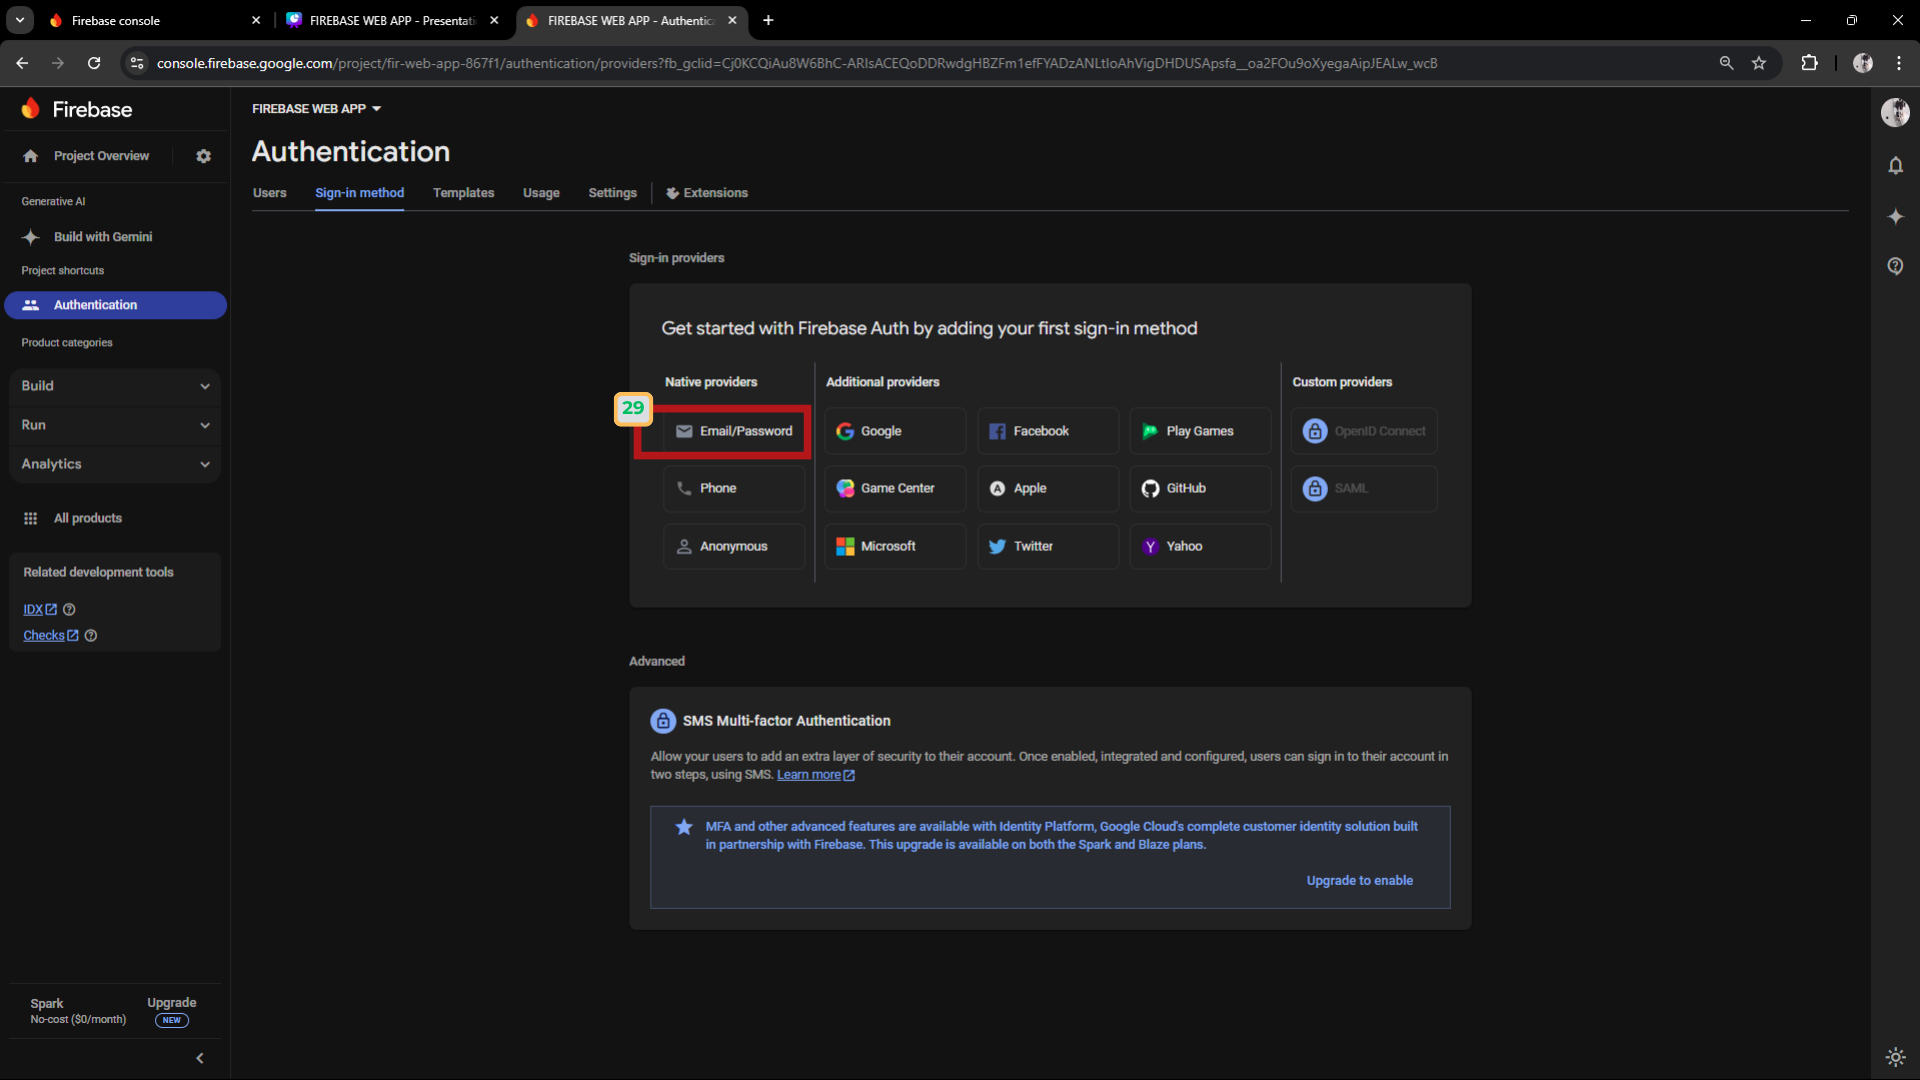 Firebase console
FIREBASE WEB APP - Presentati
FIREBASE WEB APP - Authentica
console.firebase.google.com/project/fir-web-app-867f1/authentication/providers?fb_gclid=Cj0KCQiAu8W6BhC-ARIsACEQoDDRwdgHBZFm1efFYADzANLtIoAhVigDHDUSApsfa__oa2FOu9oXyegaAipJEALw_wcB
Firebase
FIREBASE WEB APP
Project Overview
Authentication
Users
Sign-in method
Templates
Usage
Settings
Extensions
Generative AI
Build with Gemini
Project shortcuts
Authentication
Product categories
Build
Run
Analytics
All products
Related development tools
IDX
Checks
Spark
No-cost ($0/month)
Upgrade
NEW
Sign-in providers
Get started with Firebase Auth by adding your first sign-in method
Native providers
Additional providers
Custom providers
29
Email/Password
Google
Facebook
Play Games
OpenID Connect
Phone
Game Center
Apple
GitHub
SAML
Anonymous
Microsoft
Twitter
Yahoo
Advanced
SMS Multi-factor Authentication
Allow your users to add an extra layer of security to their account. Once enabled, integrated and configured, users can sign in to their account in
two steps, using SMS. Learn more
MFA and other advanced features are available with Identity Platform, Google Cloud's complete customer identity solution built
in partnership with Firebase. This upgrade is available on both the Spark and Blaze plans.
Upgrade to enable